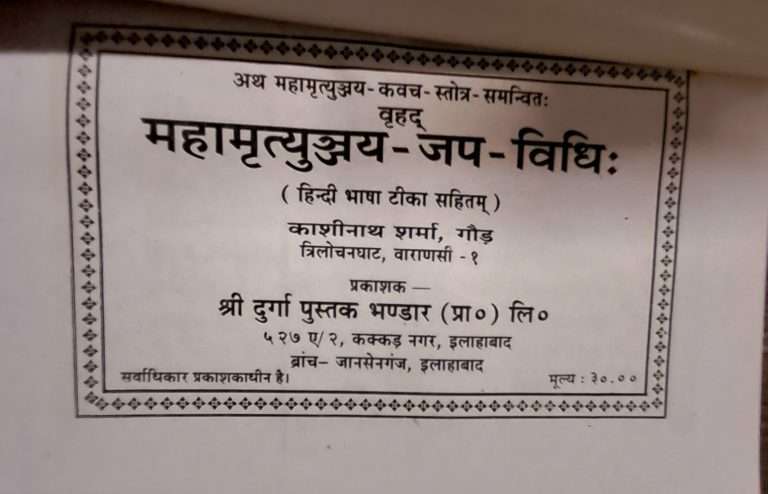 अथ महामृत्युञ्जय-कवच-स्तोत्र-समन्वितः
वृहद्
महामृत्युञ्जय-जप-विधिः
( हिन्दी भाषा टीका सहितम् )
काशीनाथ शर्मा, गौड़
त्रिलोचनघाट, वाराणसी - १
प्रकाशक —
श्री दुर्गा पुस्तक भण्डार (प्रा०) लि०
५२७ ए/२, कक्कड़ नगर, इलाहाबाद
ब्रांच– जानसेनगंज, इलाहाबाद
सर्वाधिकार प्रकाशकाधीन है। मूल्य : ३०.००